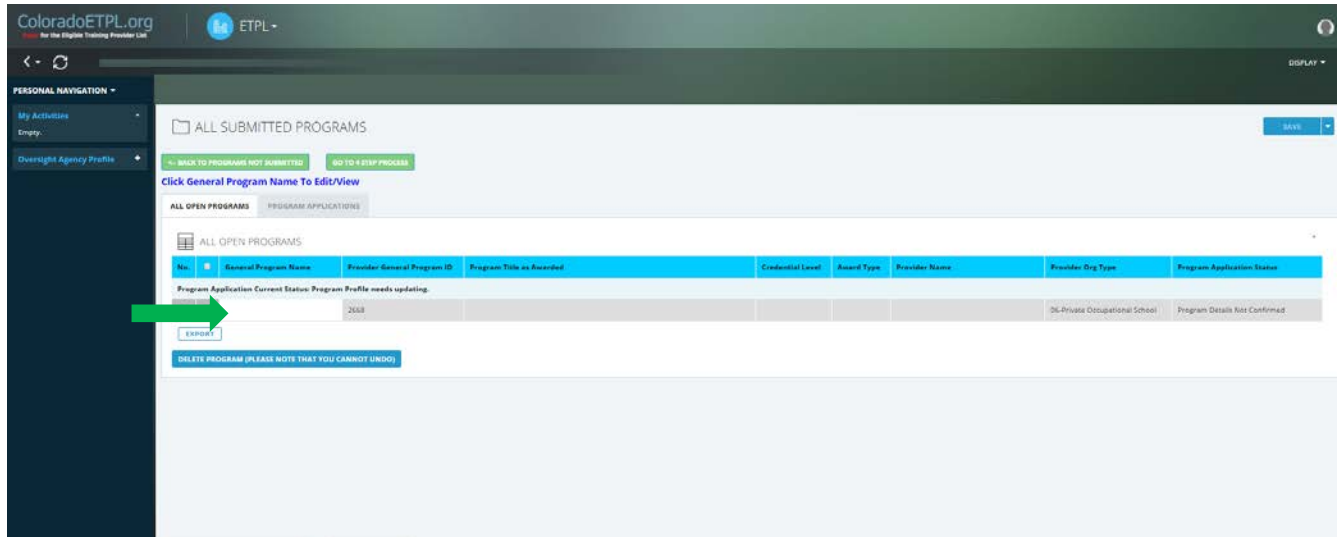 ColoradoETPL.org
for the Eligible Training Provider List
ETPL
DISPLAY
PERSONAL NAVIGATION
My Activities
Empty.
Oversight Agency Profile
ALL SUBMITTED PROGRAMS
SAVE
<- BACK TO PROGRAMS NOT SUBMITTED
GO TO 4 STEP PROCESS
Click General Program Name To Edit/View
ALL OPEN PROGRAMS
PROGRAM APPLICATIONS
ALL OPEN PROGRAMS
No. General Program Name Provider General Program ID Program Title as Awarded Credential Level Award Type Provider Name Provider Org Type Program Application Status
Program Application Current Status: Program Profile needs updating.
2668 06-Private Occupational School Program Details Not Confirmed
EXPORT
DELETE PROGRAM (PLEASE NOTE THAT YOU CANNOT UNDO)